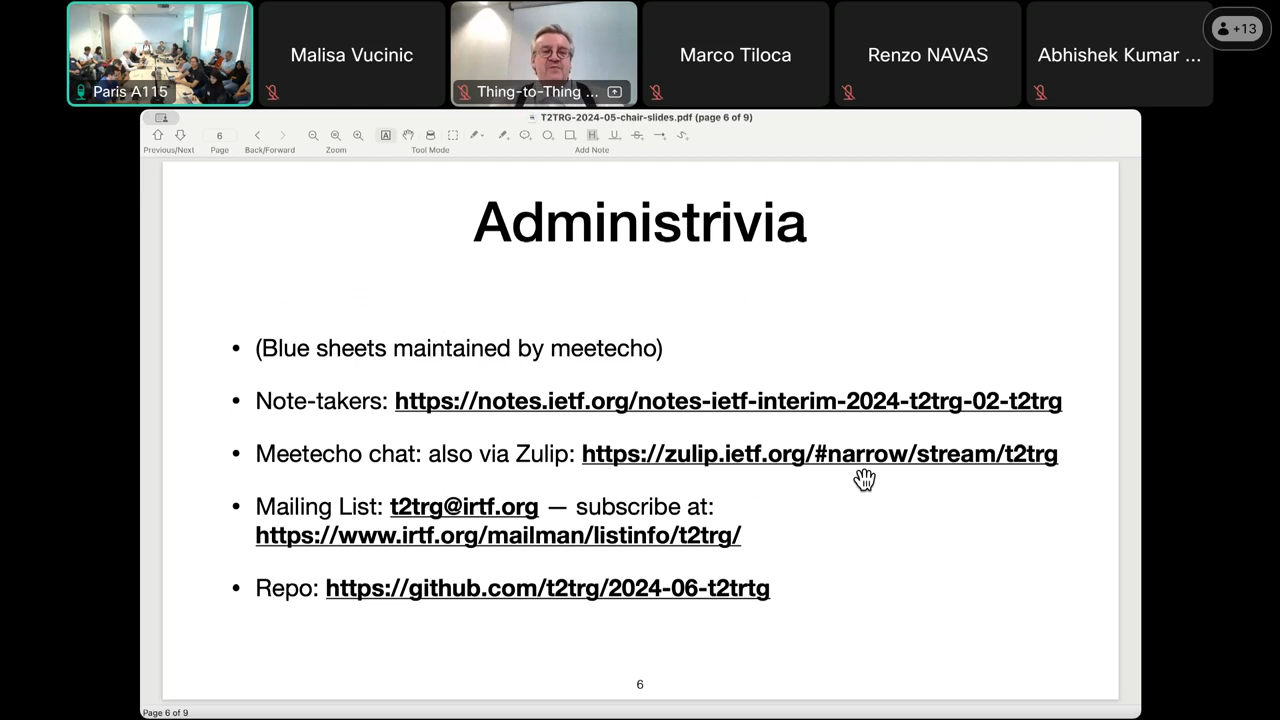 Malisa Vucinic
Marco Tiloca
Renzo NAVAS
Abhishek Kumar ...
+13
Paris A115
Thing-to-Thing ...
T2TRG-2024-05-chair-slides.pdf (page 6 of 9)
6
Previous/Next
Page
Back/Forward
Zoom
Tool Mode
Add Note
Administrivia
• (Blue sheets maintained by meetecho)
• Note-takers: https://notes.ietf.org/notes-ietf-interim-2024-t2trg-02-t2trg
• Meetecho chat: also via Zulip: https://zulip.ietf.org/#narrow/stream/t2trg
• Mailing List: t2trg@irtf.org — subscribe at:
https://www.irtf.org/mailman/listinfo/t2trg/
• Repo: https://github.com/t2trg/2024-06-t2trtg
6
Page 6 of 9